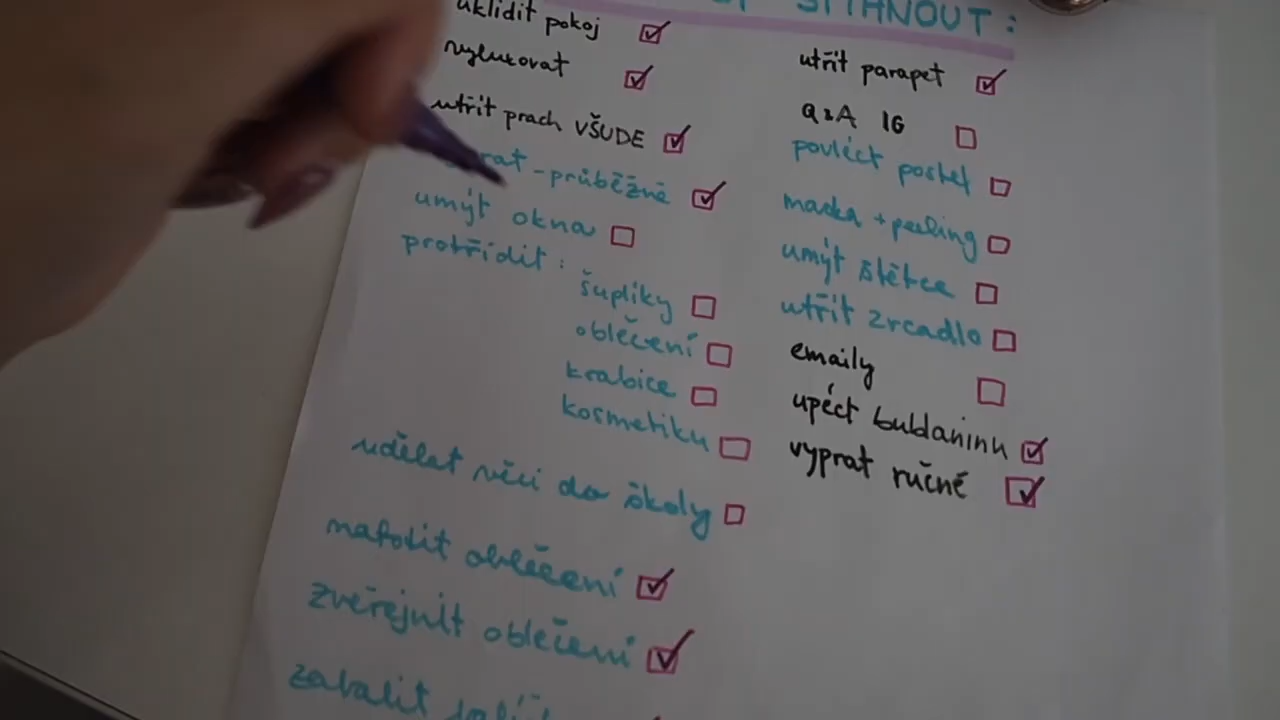 STIHNOUT:
uklidit pokoj
vyluxovat
utřít prach VŠUDE
-průběžně
umýt okna
protřídit:
šuplíky
oblečení
krabice
kosmetiku
udělat věci do školy
nafotit oblečení
zveřejnit oblečení
zabalit
utřít parapet
Q&A IG
povléct postel
maska + peeling
umýt štětce
utřít zrcadlo
emaily
upéct bublaninu
vyprat ručně